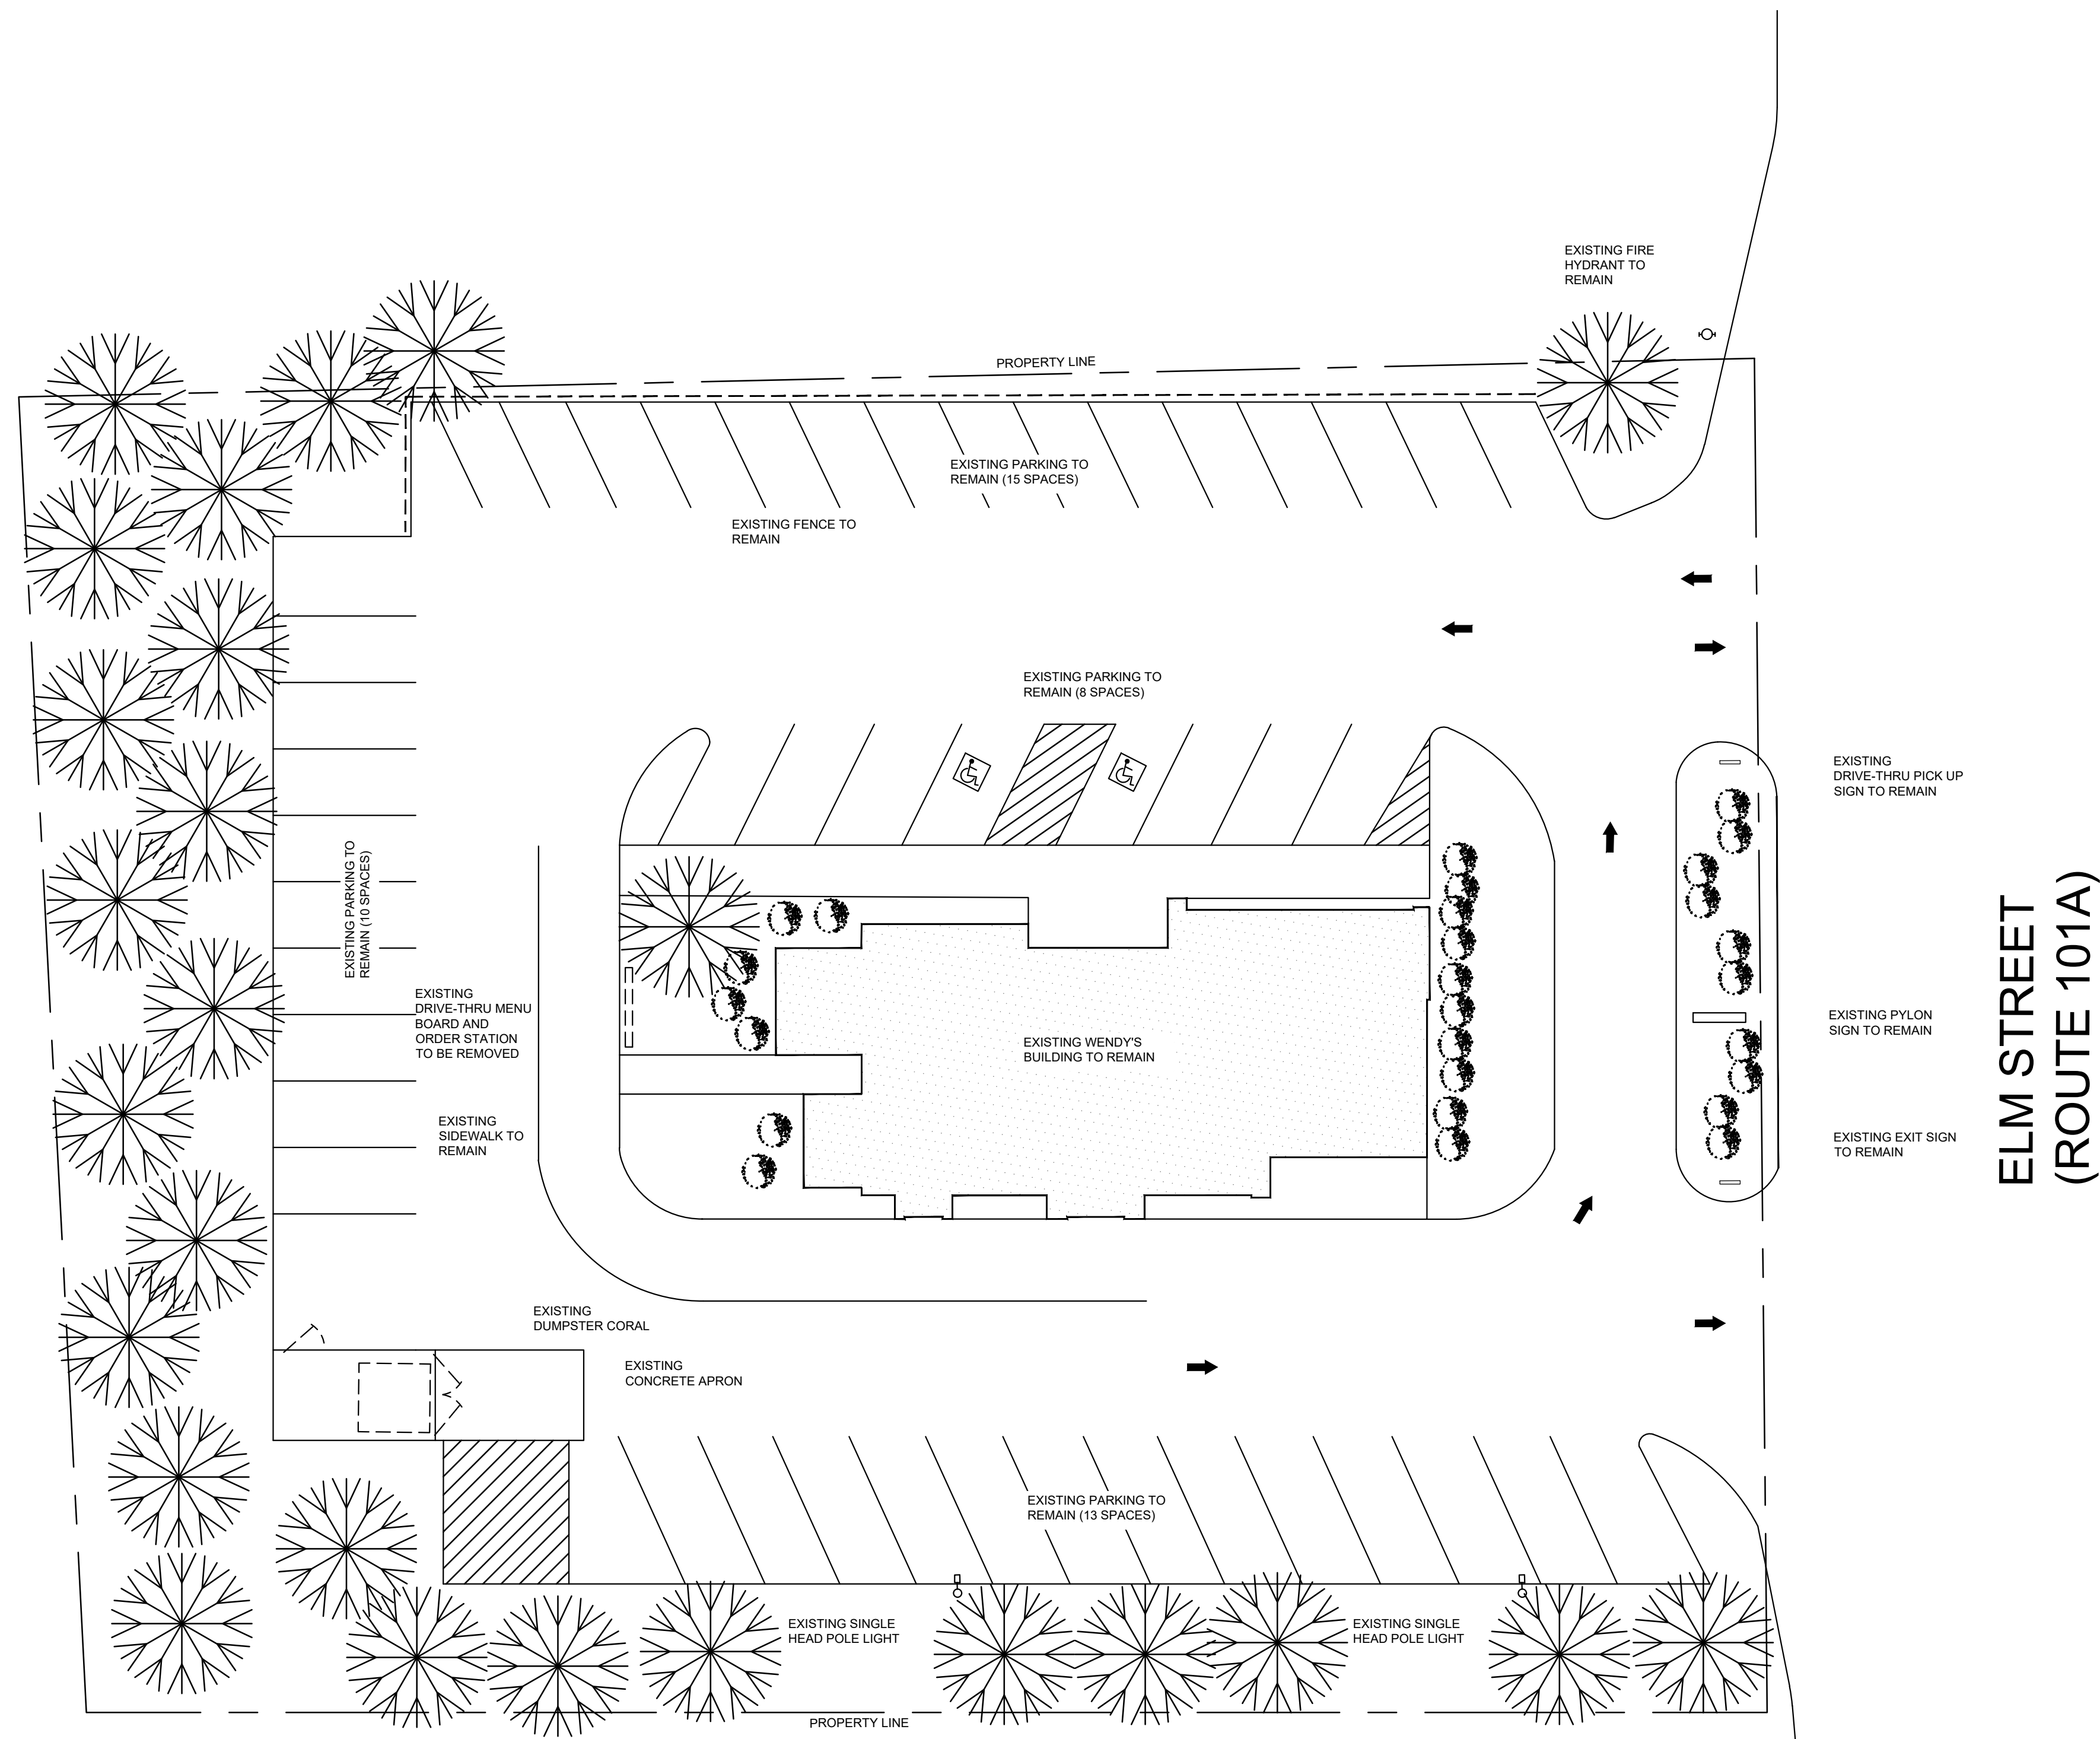 EXISTING FIRE
HYDRANT TO
REMAIN
PROPERTY LINE
EXISTING PARKING TO
REMAIN (15 SPACES)
EXISTING FENCE TO
REMAIN
EXISTING PARKING TO
REMAIN (8 SPACES)
EXISTING
DRIVE-THRU PICK UP
SIGN TO REMAIN
EXISTING PARKING TO
REMAIN (10 SPACES)
EXISTING
DRIVE-THRU MENU
BOARD AND
ORDER STATION
TO BE REMOVED
EXISTING WENDY'S
BUILDING TO REMAIN
EXISTING PYLON
SIGN TO REMAIN
ELM STREET
(ROUTE 101A)
EXISTING
SIDEWALK TO
REMAIN
EXISTING EXIT SIGN
TO REMAIN
EXISTING
DUMPSTER CORAL
EXISTING
CONCRETE APRON
EXISTING PARKING TO
REMAIN (13 SPACES)
EXISTING SINGLE
HEAD POLE LIGHT
EXISTING SINGLE
HEAD POLE LIGHT
PROPERTY LINE